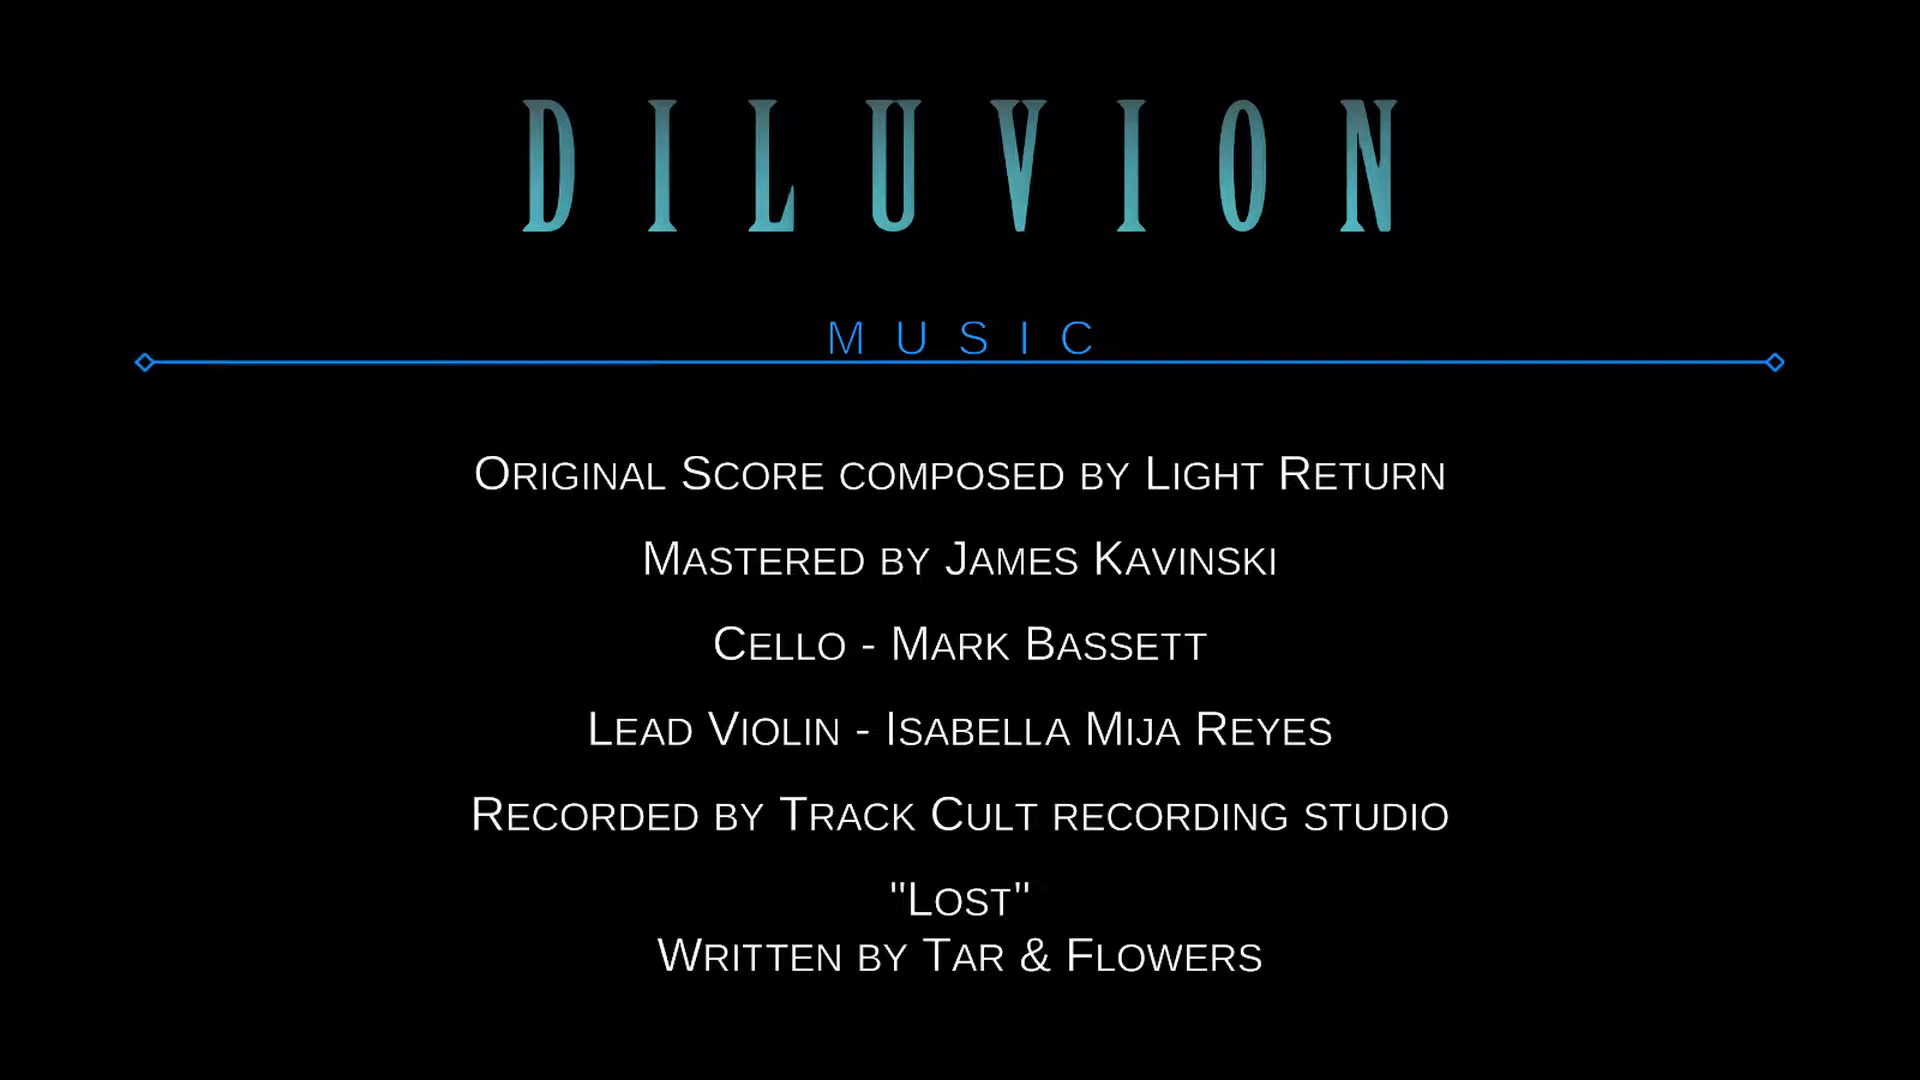 DILUVION
MUSIC
Original Score composed by Light Return
Mastered by James Kavinski
Cello - Mark Bassett
Lead Violin - Isabella Mija Reyes
Recorded by Track Cult recording studio
"Lost"
Written by Tar & Flowers